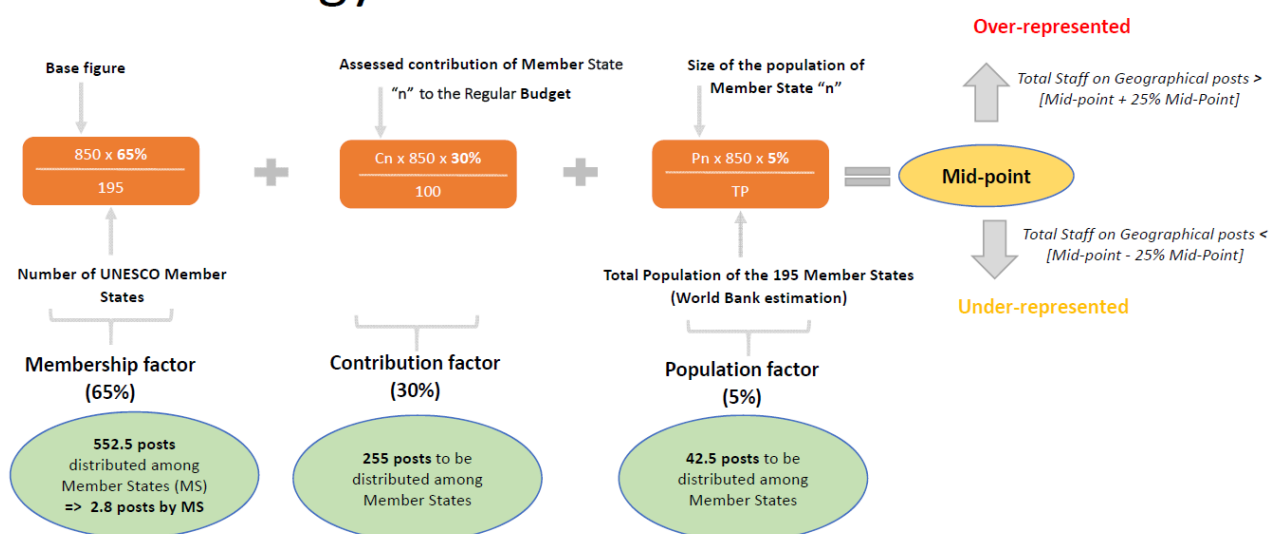 gy
Over-represented
Base figure
Assessed contribution of Member State
“n” to the Regular Budget
Size of the population of
Member State “n”
Total Staff on Geographical posts >
[Mid-point + 25% Mid-Point]
850 x 65%
195
+
Cn x 850 x 30%
100
+
Pn x 850 x 5%
TP
=
Mid-point
Number of UNESCO Member
States
Total Population of the 195 Member States
(World Bank estimation)
Total Staff on Geographical posts <
[Mid-point - 25% Mid-Point]
Under-represented
Membership factor
(65%)
Contribution factor
(30%)
Population factor
(5%)
552.5 posts
distributed among
Member States (MS)
=> 2.8 posts by MS
255 posts to be
distributed among
Member States
42.5 posts to be
distributed among
Member States